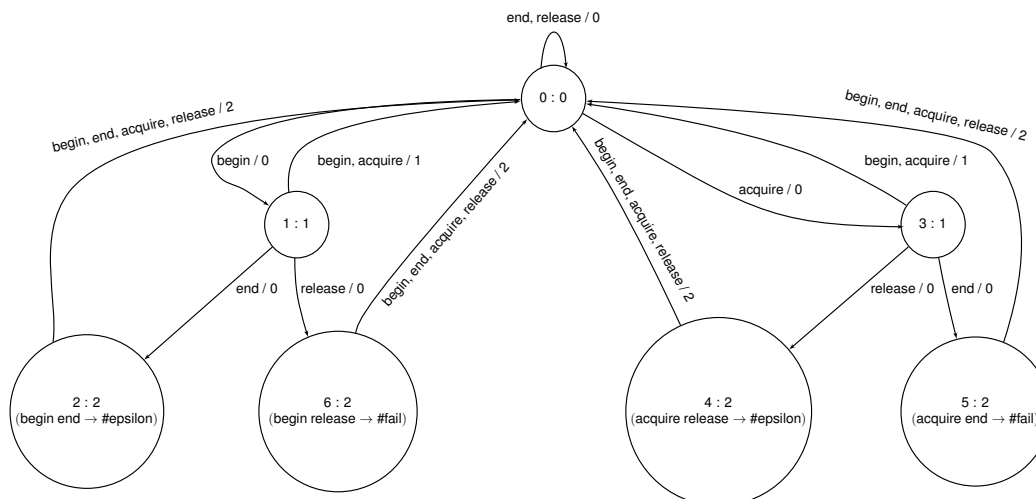 end, release / 0
0 : 0
begin, end, acquire, release / 2
begin, end, acquire, release / 2
begin / 0
begin, acquire / 1
begin, end, acquire, release / 2
begin, end, acquire, release / 2
acquire / 0
begin, acquire / 1
1 : 1
3 : 1
end / 0
release / 0
release / 0
end / 0
2 : 2
(begin end → #epsilon)
6 : 2
(begin release → #fail)
4 : 2
(acquire release → #epsilon)
5 : 2
(acquire end → #fail)